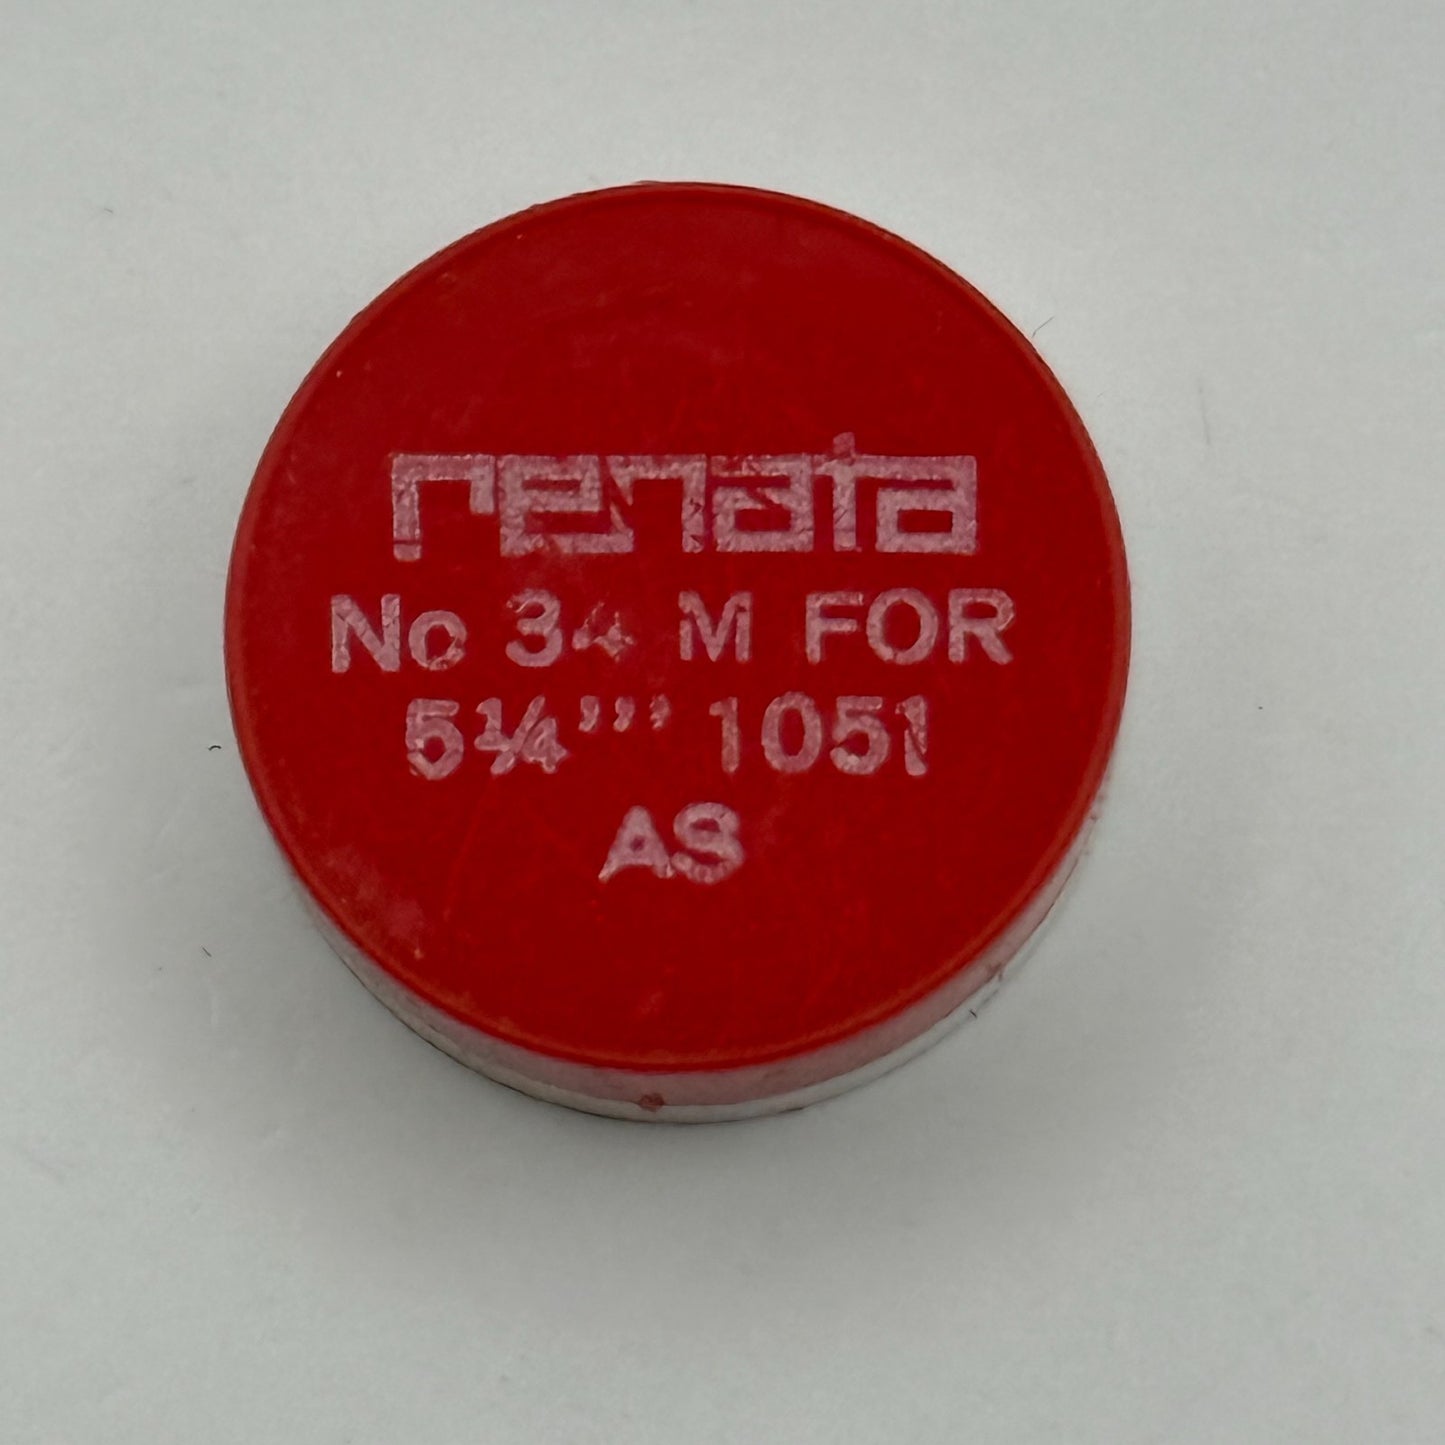 renata
No 34 M FOR
5¼''' 1051
AS